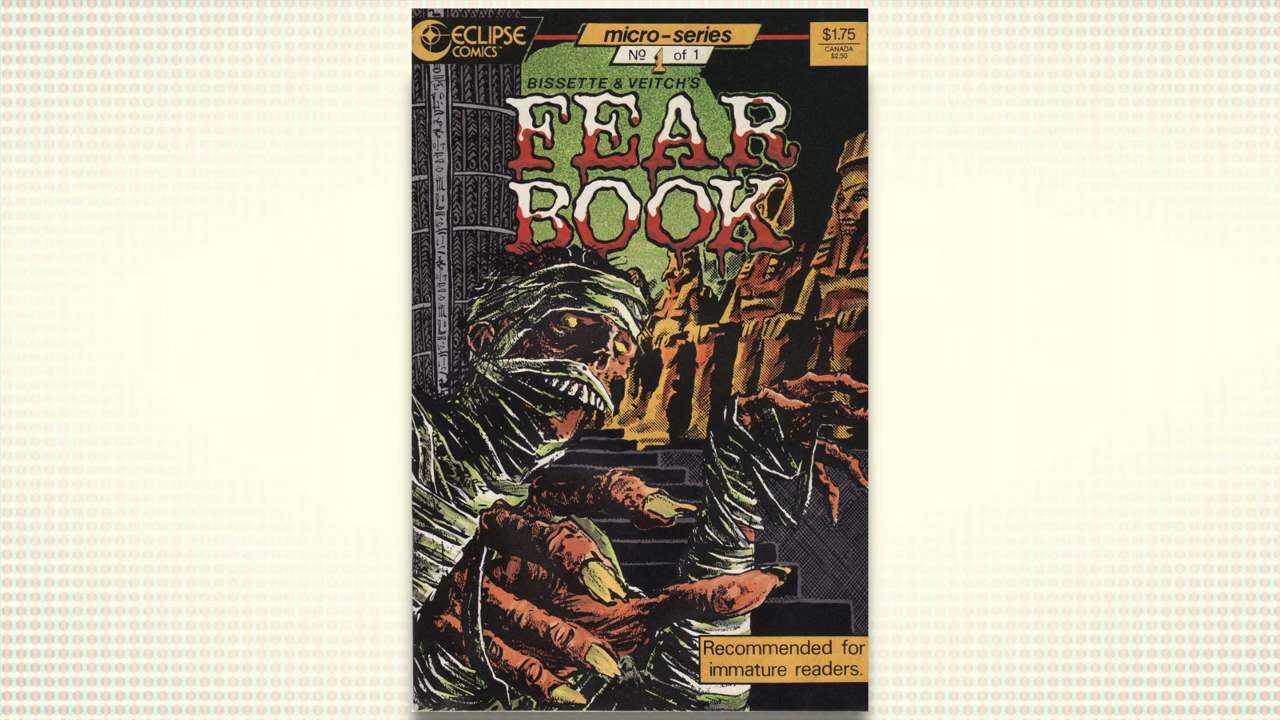 ECLIPSE
COMICS™
micro-series
Nº 1 of 1
$1.75
CANADA
$2.50
BISSETTE & VEITCH'S
FEAR
BOOK
Recommended for
immature readers.